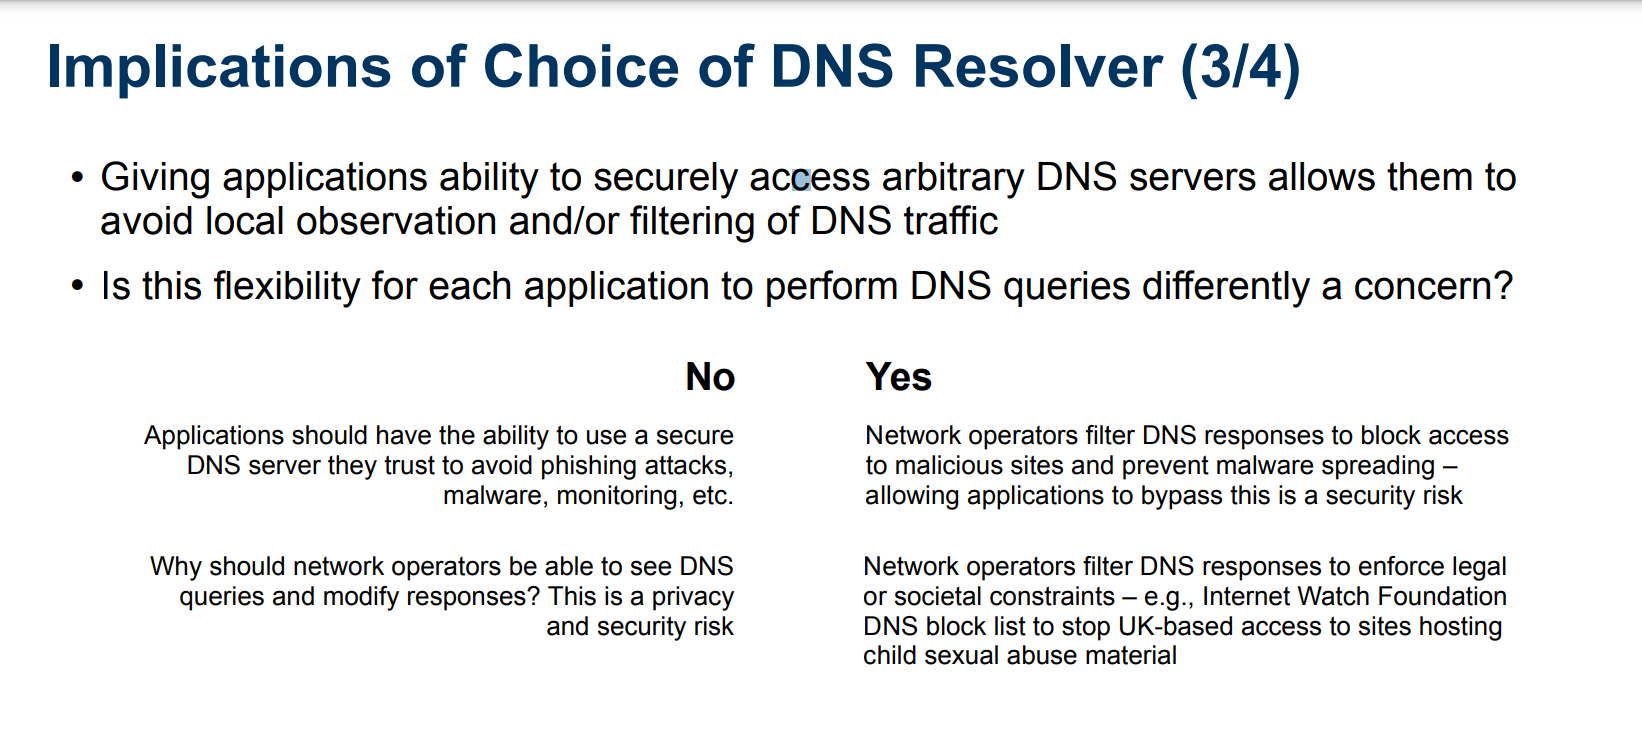 Implications of Choice of DNS Resolver (3/4)
• Giving applications ability to securely access arbitrary DNS servers allows them to
avoid local observation and/or filtering of DNS traffic
• Is this flexibility for each application to perform DNS queries differently a concern?
No
Applications should have the ability to use a secure
DNS server they trust to avoid phishing attacks,
malware, monitoring, etc.
Why should network operators be able to see DNS
queries and modify responses? This is a privacy
and security risk
Yes
Network operators filter DNS responses to block access
to malicious sites and prevent malware spreading –
allowing applications to bypass this is a security risk
Network operators filter DNS responses to enforce legal
or societal constraints – e.g., Internet Watch Foundation
DNS block list to stop UK-based access to sites hosting
child sexual abuse material